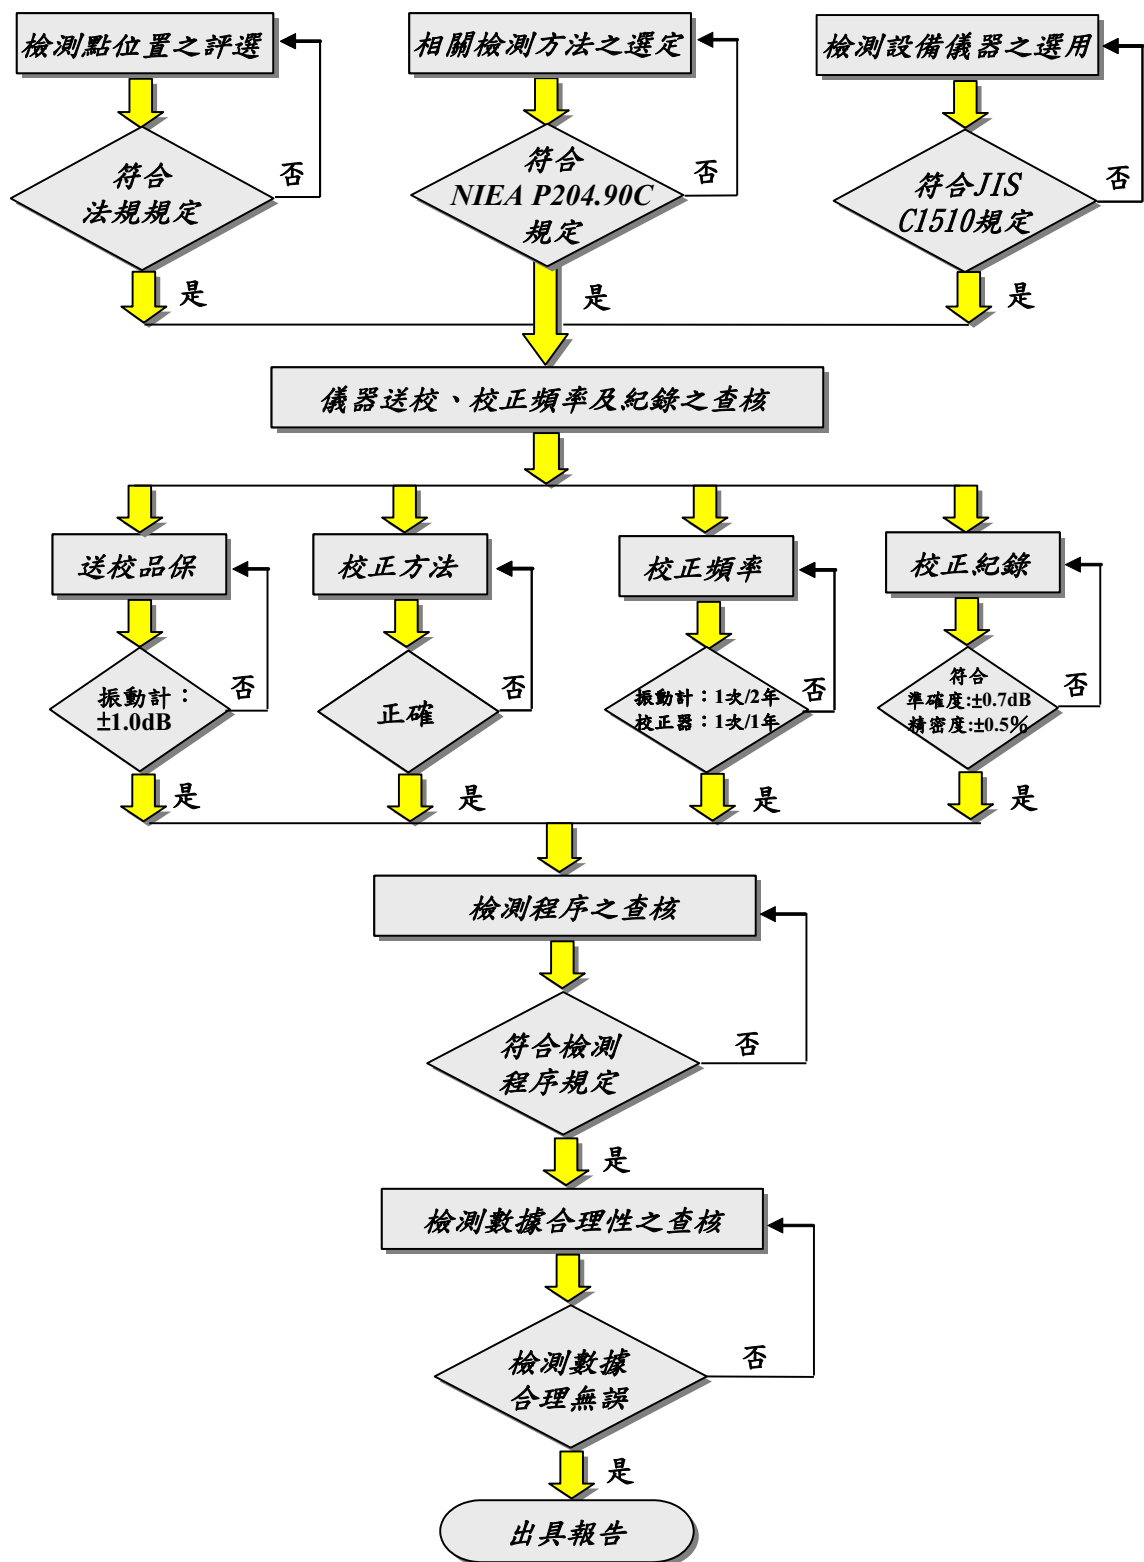 檢測點位置之評選
相關檢測方法之選定
檢測設備儀器之選用
符合
法規規定
否
符合
NIEA P204.90C
規定
否
符合JIS
C1510規定
否
是
是
是
儀器送校、校正頻率及紀錄之查核
送校品保
校正方法
校正頻率
校正紀錄
振動計：
±1.0dB
否
正確
否
振動計：1次/2年
校正器：1次/1年
否
符合
準確度:±0.7dB
精密度:±0.5%
否
是
是
是
是
檢測程序之查核
符合檢測
程序規定
否
是
檢測數據合理性之查核
檢測數據
合理無誤
否
是
出具報告